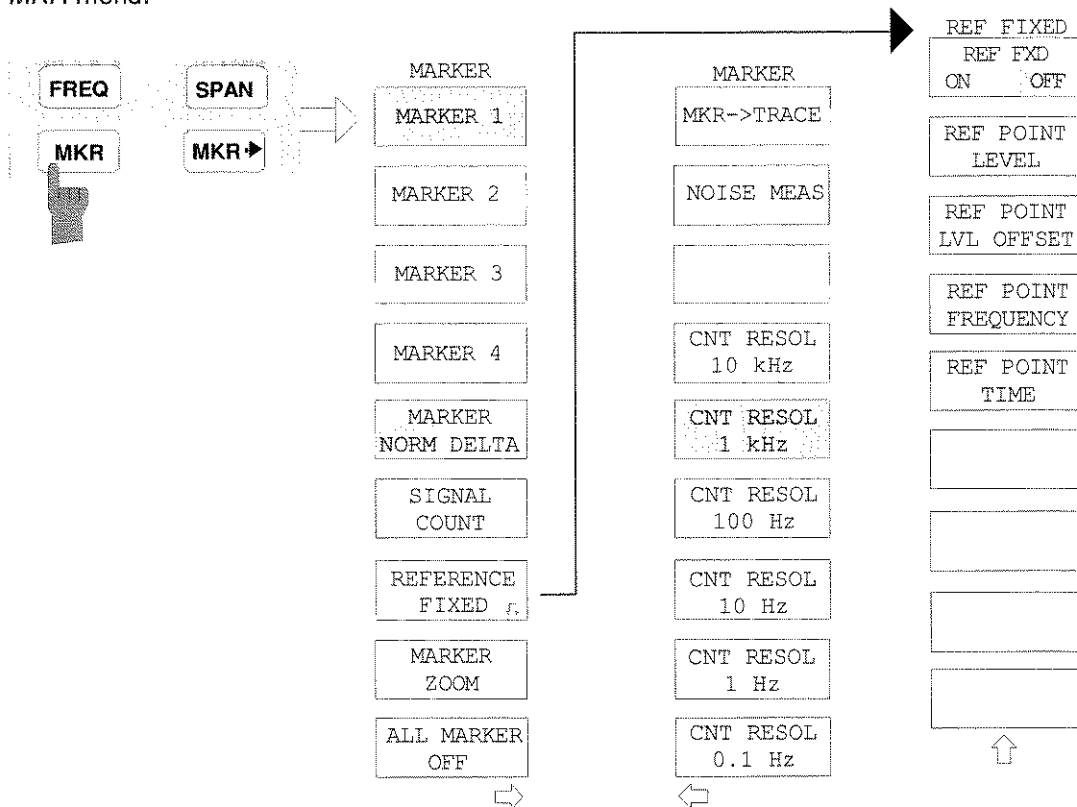 FREQ
SPAN
MKR
MKR
MARKER
MARKER 1
MARKER 2
MARKER 3
MARKER 4
MARKER
NORM DELTA
SIGNAL
COUNT
REFERENCE
FIXED
MARKER
ZOOM
ALL MARKER
OFF
MARKER
MKR->TRACE
NOISE MEAS
CNT RESOL
10 kHz
CNT RESOL
1 kHz
CNT RESOL
100 Hz
CNT RESOL
10 Hz
CNT RESOL
1 Hz
CNT RESOL
0.1 Hz
REF FIXED
REF FXD
ON OFF
REF POINT
LEVEL
REF POINT
LVL OFFSET
REF POINT
FREQUENCY
REF POINT
TIME